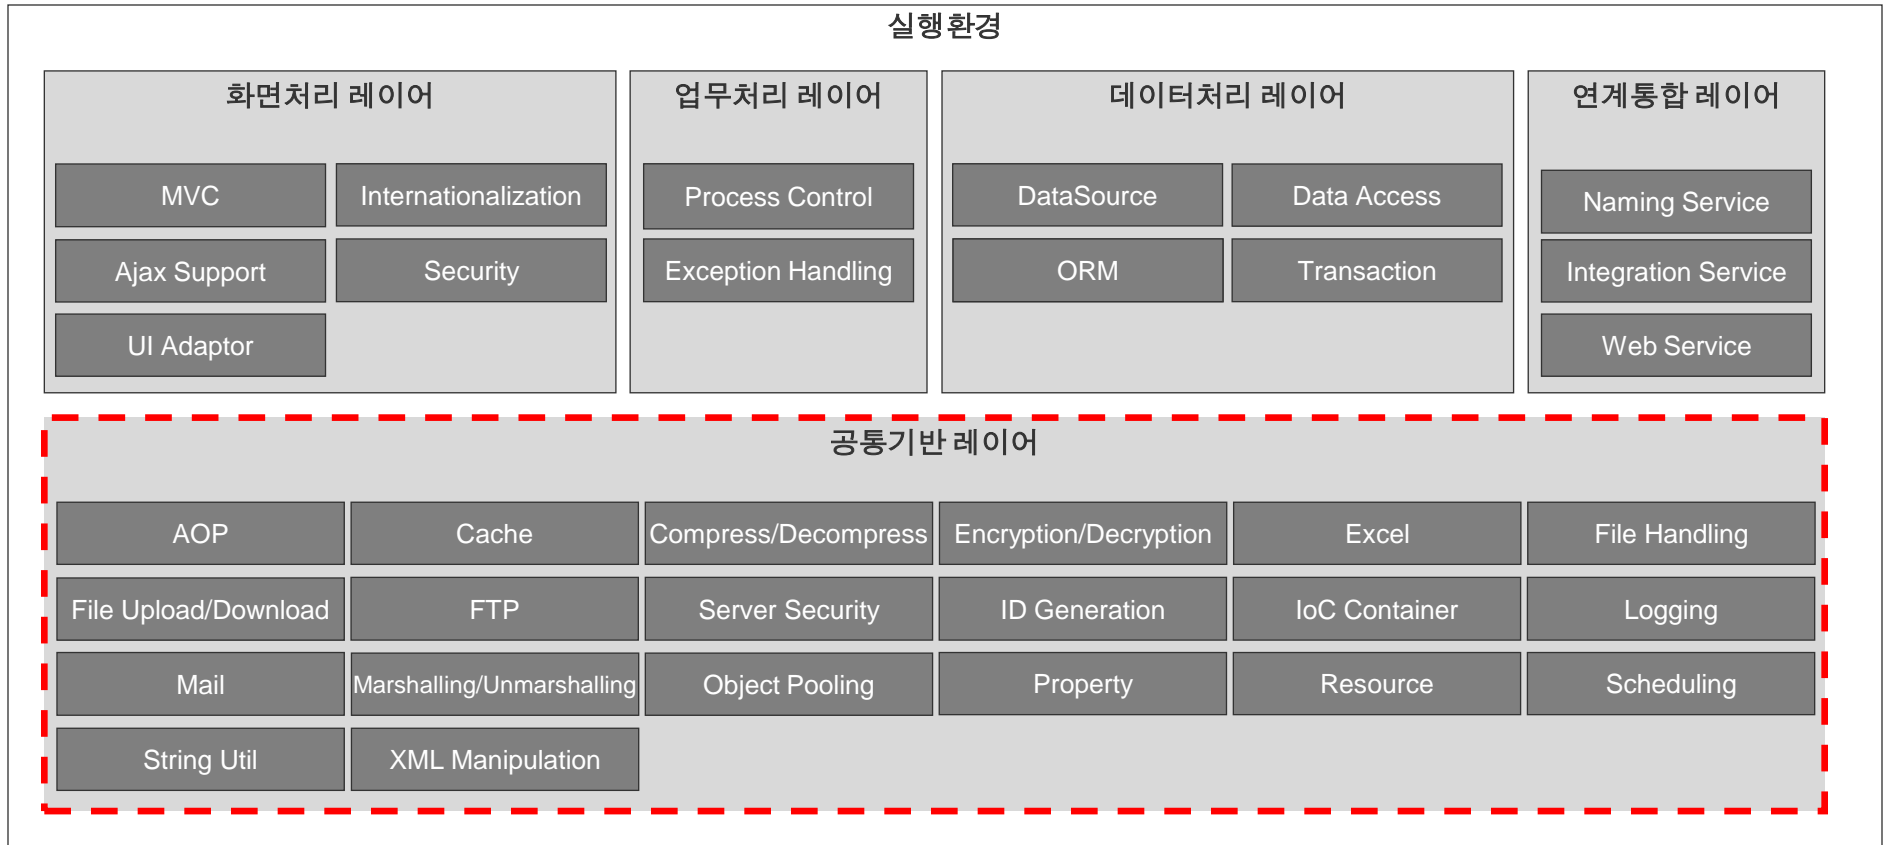 실행환경
화면처리 레이어
MVC
Internationalization
Ajax Support
Security
UI Adaptor
업무처리 레이어
Process Control
Exception Handling
데이터처리 레이어
DataSource
Data Access
ORM
Transaction
연계통합 레이어
Naming Service
Integration Service
Web Service
공통기반 레이어
AOP
Cache
Compress/Decompress
Encryption/Decryption
Excel
File Handling
File Upload/Download
FTP
Server Security
ID Generation
IoC Container
Logging
Mail
Marshalling/Unmarshalling
Object Pooling
Property
Resource
Scheduling
String Util
XML Manipulation